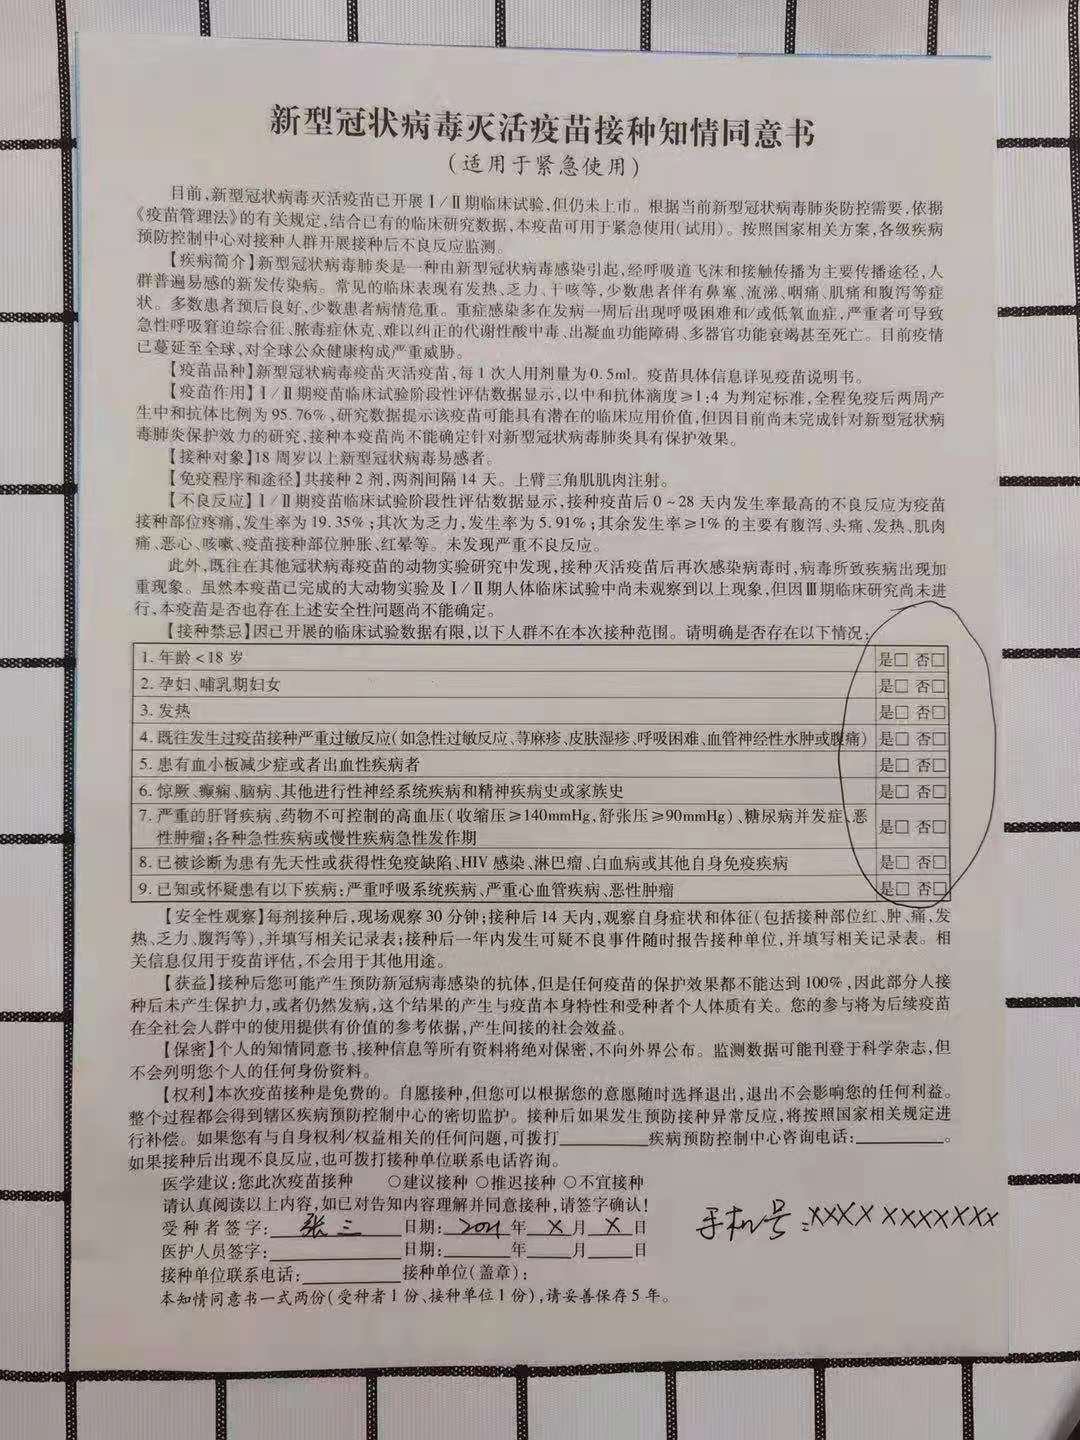 新型冠状病毒灭活疫苗接种知情同意书
(适用于紧急使用)
目前,新型冠状病毒灭活疫苗已开展Ⅰ/Ⅱ期临床试验,但仍未上市。根据当前新型冠状病毒肺炎防控需要,依据
《疫苗管理法》的有关规定,结合已有的临床研究数据,本疫苗可用于紧急使用(试用)。按照国家相关方案,各级疾病
预防控制中心对接种人群开展接种后不良反应监测。
【疾病简介】新型冠状病毒肺炎是一种由新型冠状病毒感染引起,经呼吸道飞沫和接触传播为主要传播途径,人
群普遍易感的新发传染病。常见的临床表现有发热、乏力、干咳等,少数患者伴有鼻塞、流涕、咽痛、肌痛和腹泻等症
状。多数患者预后良好,少数患者病情危重。重症感染多在发病一周后出现呼吸困难和/或低氧血症,严重者可导致
急性呼吸窘迫综合征、脓毒症休克、难以纠正的代谢性酸中毒、出凝血功能障碍、多器官功能衰竭甚至死亡。目前疫情
已蔓延至全球,对全球公众健康构成严重威胁。
【疫苗品种】新型冠状病毒疫苗灭活疫苗,每1次人用剂量为0.5ml。疫苗具体信息详见疫苗说明书。
【疫苗作用】Ⅰ/Ⅱ期疫苗临床试验阶段性评估数据显示,以中和抗体滴度≥1:4为判定标准,全程免疫后两周产
生中和抗体比例为95.76%、研究数据提示该疫苗可能具有潜在的临床应用价值,但因目前尚未完成针对新型冠状病
毒肺炎保护效力的研究,接种本疫苗尚不能确定针对新型冠状病毒肺炎具有保护效果。
【接种对象】18周岁以上新型冠状病毒易感者。
【免疫程序和途径】共接种2剂,两剂间隔14天。上臂三角肌肌肉注射。
【不良反应】Ⅰ/Ⅱ期疫苗临床试验阶段性评估数据显示,接种疫苗后0~28天内发生率最高的不良反应为疫苗
接种部位疼痛,发生率为19.35%;其次为乏力,发生率为5.91%;其余发生率≥1%的主要有腹泻、头痛、发热、肌肉
痛、恶心、咳嗽、疫苗接种部位肿胀、红晕等。未发现严重不良反应。
此外,既往在其他冠状病毒疫苗的动物实验研究中发现,接种灭活疫苗后再次感染病毒时,病毒所致疾病出现加
重现象。虽然本疫苗已完成的大动物实验及Ⅰ/Ⅱ期人体临床试验中尚未观察到以上现象,但因Ⅲ期临床研究尚未进
行,本疫苗是否也存在上述安全性问题尚不能确定。
【接种禁忌】因已开展的临床试验数据有限,以下人群不在本次接种范围。请明确是否存在以下情况:
1.年龄<18岁 是□ 否□
2.孕妇、哺乳期妇女 是□ 否□
3.发热 是□ 否□
4.既往发生过疫苗接种严重过敏反应(如急性过敏反应、荨麻疹、皮肤湿疹、呼吸困难、血管神经性水肿或腹痛) 是□ 否□
5.患有血小板减少症或者出血性疾病者 是□ 否□
6.惊厥、癫痫、脑病、其他进行性神经系统疾病和精神疾病史或家族史 是□ 否□
7.严重的肝肾疾病、药物不可控制的高血压(收缩压≥140mmHg,舒张压≥90mmHg)、糖尿病并发症、恶
性肿瘤;各种急性疾病或慢性疾病急性发作期 是□ 否□
8.已被诊断为患有先天性或获得性免疫缺陷、HIV感染、淋巴瘤、白血病或其他自身免疫疾病 是□ 否□
9.已知或怀疑患有以下疾病:严重呼吸系统疾病、严重心血管疾病、恶性肿瘤 是□ 否□
【安全性观察】每剂接种后,现场观察30分钟;接种后14天内,观察自身症状和体征(包括接种部位红、肿、痛,发
热、乏力、腹泻等),并填写相关记录表;接种后一年内发生可疑不良事件随时报告接种单位,并填写相关记录表。相
关信息仅用于疫苗评估,不会用于其他用途。
【获益】接种后您可能产生预防新冠病毒感染的抗体,但是任何疫苗的保护效果都不能达到100%,因此部分人接
种后未产生保护力,或者仍然发病,这个结果的产生与疫苗本身特性和受种者个人体质有关。您的参与将为后续疫苗
在全社会人群中的使用提供有价值的参考依据,产生间接的社会效益。
【保密】个人的知情同意书、接种信息等所有资料将绝对保密,不向外界公布。监测数据可能刊登于科学杂志,但
不会列明您个人的任何身份资料。
【权利】本次疫苗接种是免费的。自愿接种,但您可以根据您的意愿随时选择退出,退出不会影响您的任何利益。
整个过程都会得到辖区疾病预防控制中心的密切监护。接种后如果发生预防接种异常反应,将按照国家相关规定进
行补偿。如果您有与自身权利/权益相关的任何问题,可拨打________疾病预防控制中心咨询电话:________。
如果接种后出现不良反应,也可拨打接种单位联系电话咨询。
医学建议:您此次疫苗接种 ○建议接种 ○推迟接种 ○不宜接种
请认真阅读以上内容,如已对告知内容理解并同意接种,请签字确认!
受种者签字: 张三 日期: 2021 年 X 月 X 日 手机号:XXXX XXXXXXX
医护人员签字:________日期:____年____月____日
接种单位联系电话:________接种单位(盖章):
本知情同意书一式两份(受种者1份、接种单位1份),请妥善保存5年。